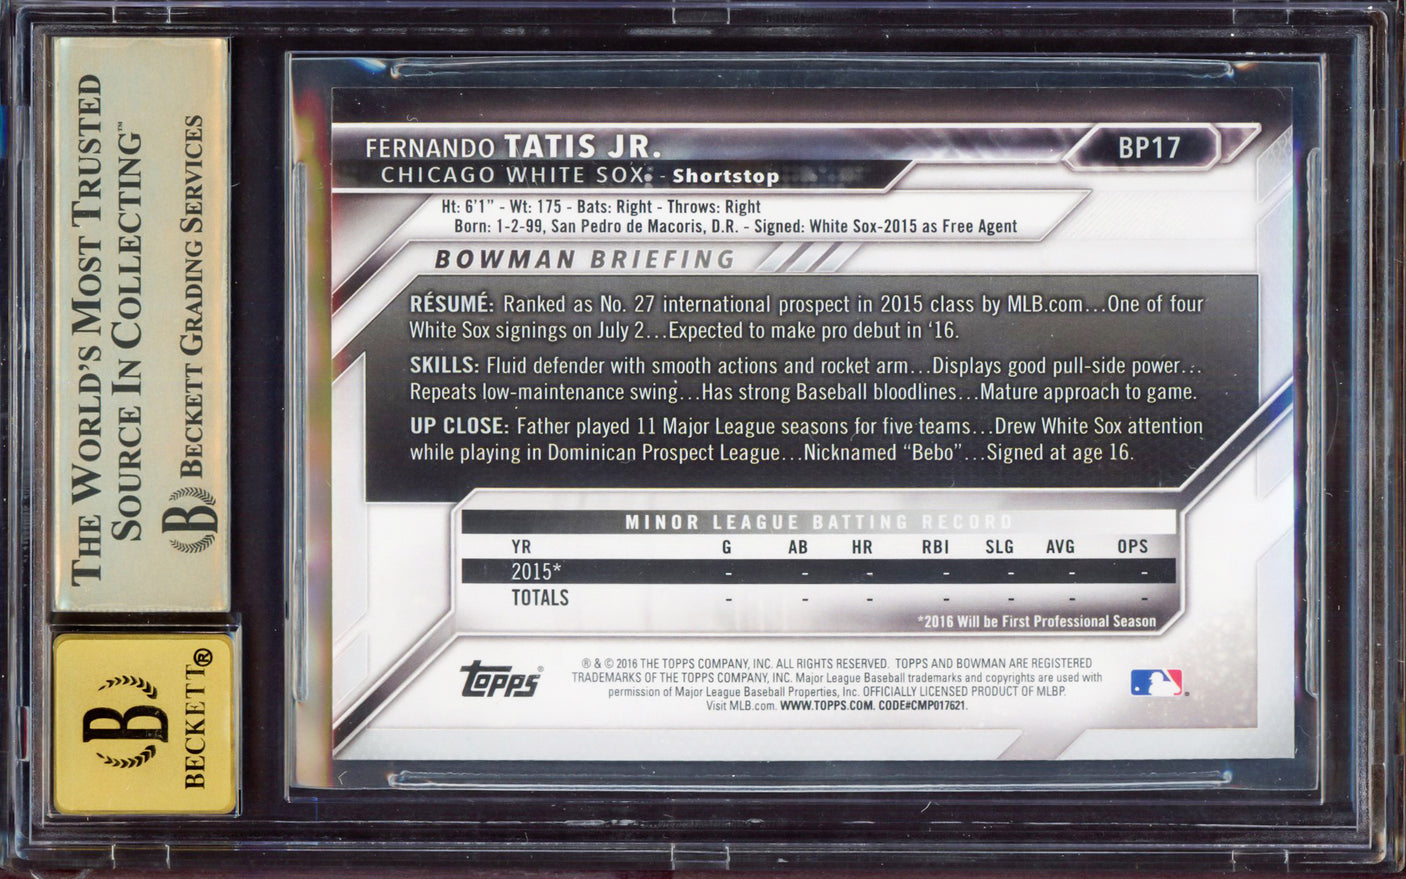 THE WORLD'S MOST TRUSTED
SOURCE IN COLLECTING™
BECKETT GRADING SERVICES
B
B
BECKETT®
FERNANDO TATIS JR.
BP17
CHICAGO WHITE SOX - Shortstop
Ht: 6'1" - Wt: 175 - Bats: Right - Throws: Right
Born: 1-2-99, San Pedro de Macoris, D.R. - Signed: White Sox-2015 as Free Agent
BOWMAN BRIEFING
RÉSUMÉ: Ranked as No. 27 international prospect in 2015 class by MLB.com...One of four
White Sox signings on July 2...Expected to make pro debut in ‘16.
SKILLS: Fluid defender with smooth actions and rocket arm...Displays good pull-side power...
Repeats low-maintenance swing...Has strong Baseball bloodlines...Mature approach to game.
UP CLOSE: Father played 11 Major League seasons for five teams...Drew White Sox attention
while playing in Dominican Prospect League...Nicknamed “Bebo”...Signed at age 16.
MINOR LEAGUE BATTING RECORD
YR G AB HR RBI SLG AVG OPS
2015* - - - - - - -
TOTALS - - - - - - -
*2016 Will be First Professional Season
Topps®
® & © 2016 THE TOPPS COMPANY, INC. ALL RIGHTS RESERVED. TOPPS AND BOWMAN ARE REGISTERED
TRADEMARKS OF THE TOPPS COMPANY, INC. Major League Baseball trademarks and copyrights are used with
permission of Major League Baseball Properties, Inc. OFFICIALLY LICENSED PRODUCT OF MLBP.
Visit MLB.com. WWW.TOPPS.COM. CODE#CMP017621.